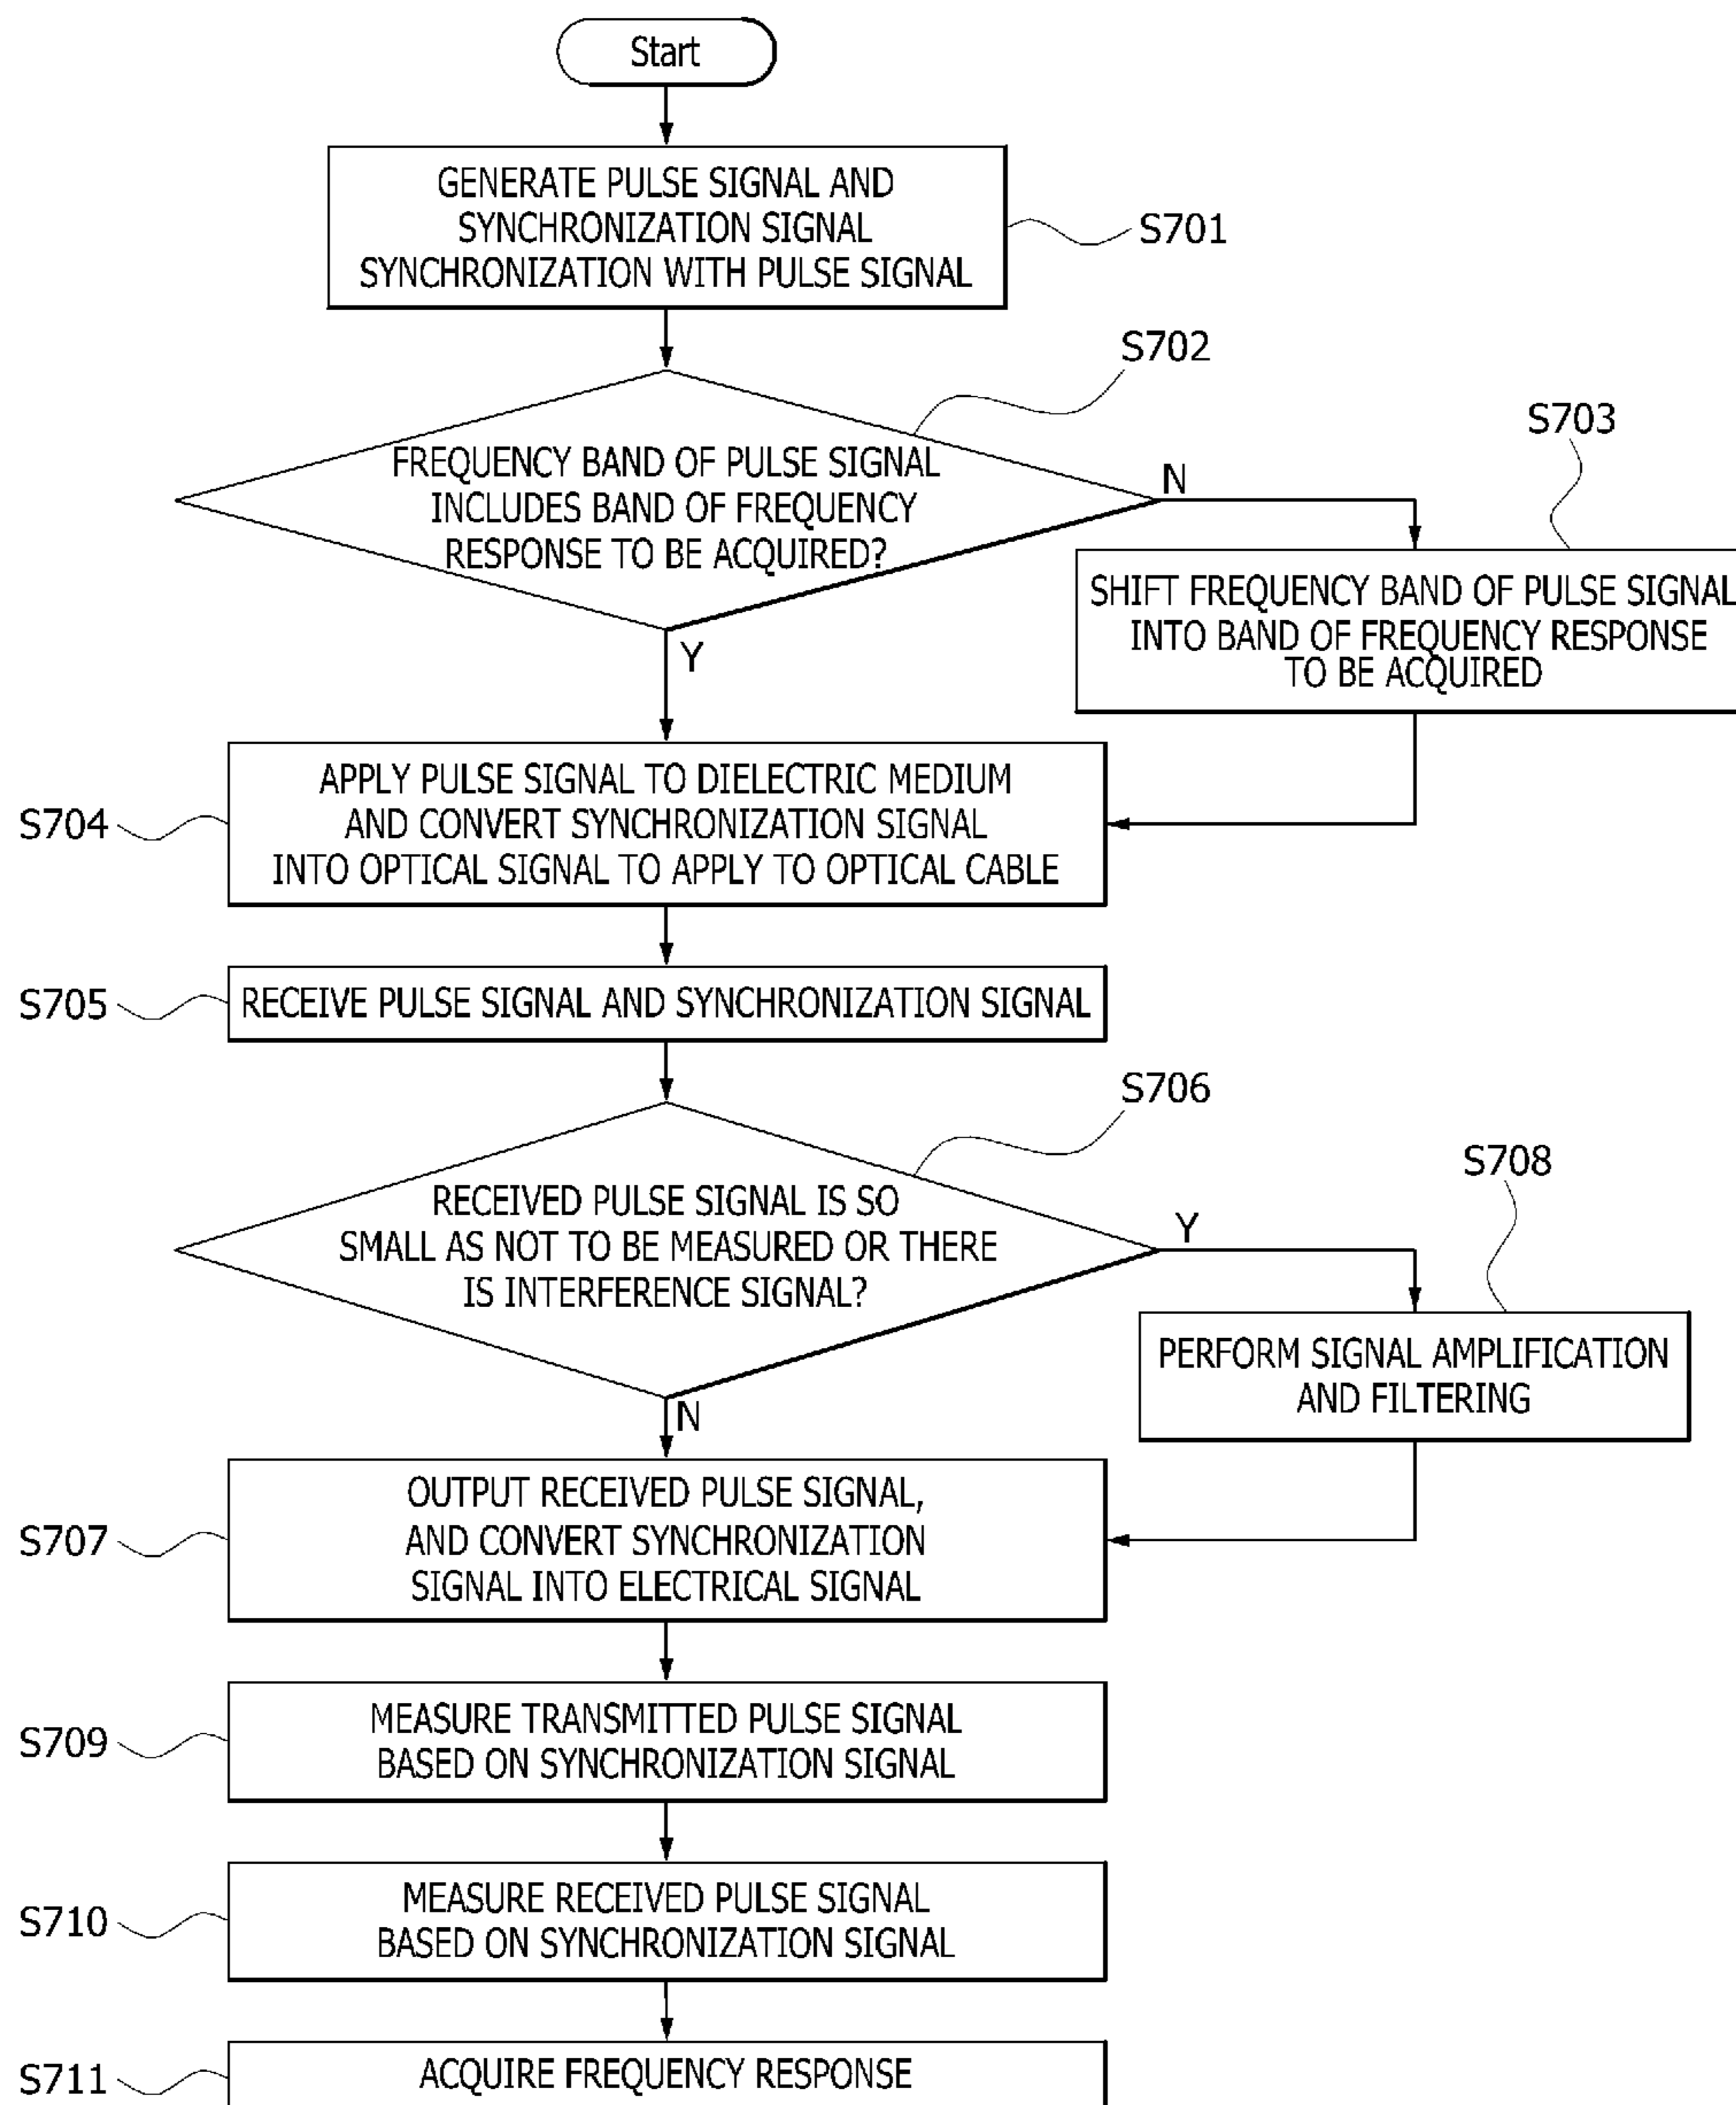 Start
GENERATE PULSE SIGNAL AND
SYNCHRONIZATION SIGNAL
SYNCHRONIZATION WITH PULSE SIGNAL
S701
S702
FREQUENCY BAND OF PULSE SIGNAL
INCLUDES BAND OF FREQUENCY
RESPONSE TO BE ACQUIRED?
N
Y
S703
SHIFT FREQUENCY BAND OF PULSE SIGNAL
INTO BAND OF FREQUENCY RESPONSE
TO BE ACQUIRED
S704
APPLY PULSE SIGNAL TO DIELECTRIC MEDIUM
AND CONVERT SYNCHRONIZATION SIGNAL
INTO OPTICAL SIGNAL TO APPLY TO OPTICAL CABLE
S705
RECEIVE PULSE SIGNAL AND SYNCHRONIZATION SIGNAL
S706
RECEIVED PULSE SIGNAL IS SO
SMALL AS NOT TO BE MEASURED OR THERE
IS INTERFERENCE SIGNAL?
Y
N
S708
PERFORM SIGNAL AMPLIFICATION
AND FILTERING
S707
OUTPUT RECEIVED PULSE SIGNAL,
AND CONVERT SYNCHRONIZATION
SIGNAL INTO ELECTRICAL SIGNAL
S709
MEASURE TRANSMITTED PULSE SIGNAL
BASED ON SYNCHRONIZATION SIGNAL
S710
MEASURE RECEIVED PULSE SIGNAL
BASED ON SYNCHRONIZATION SIGNAL
S711
ACQUIRE FREQUENCY RESPONSE